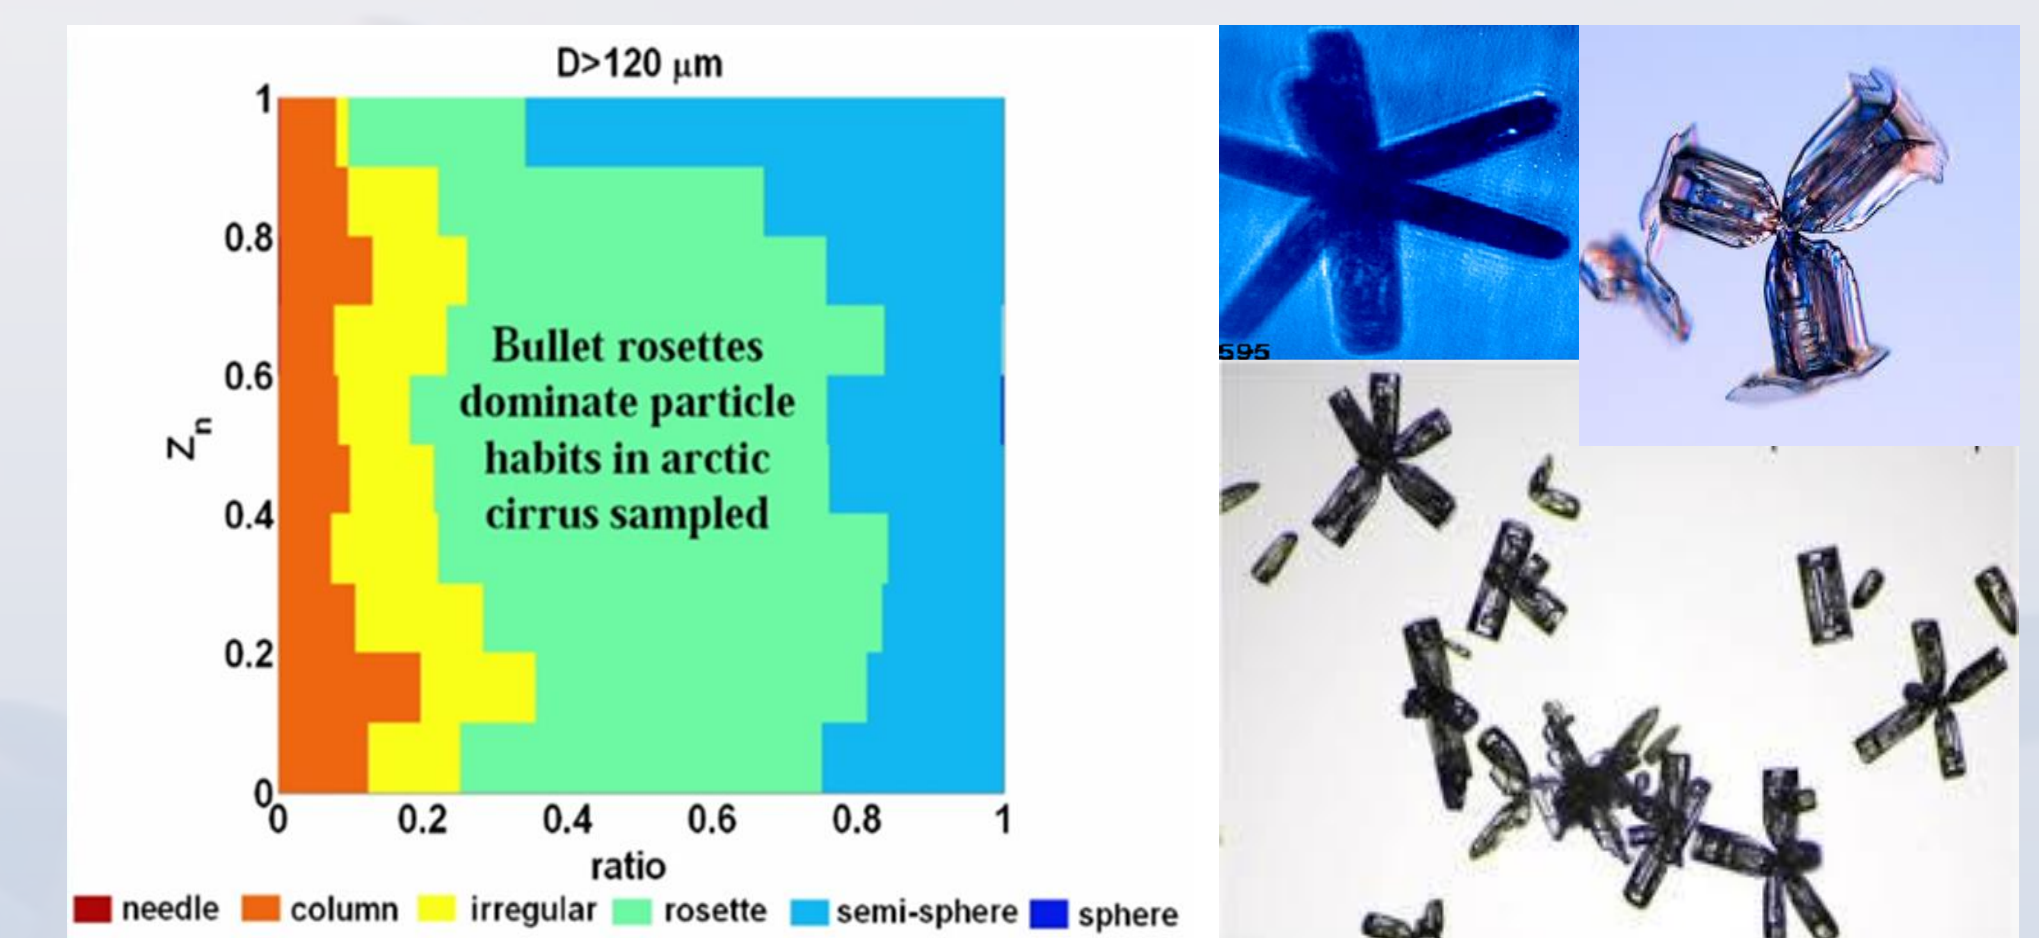 D>120 μm
1
0.8
0.6
0.4
0.2
0
Zn
Bullet rosettes
dominate particle
habits in arctic
cirrus sampled
0 0.2 0.4 0.6 0.8 1
ratio
needle column irregular rosette semi-sphere sphere
595